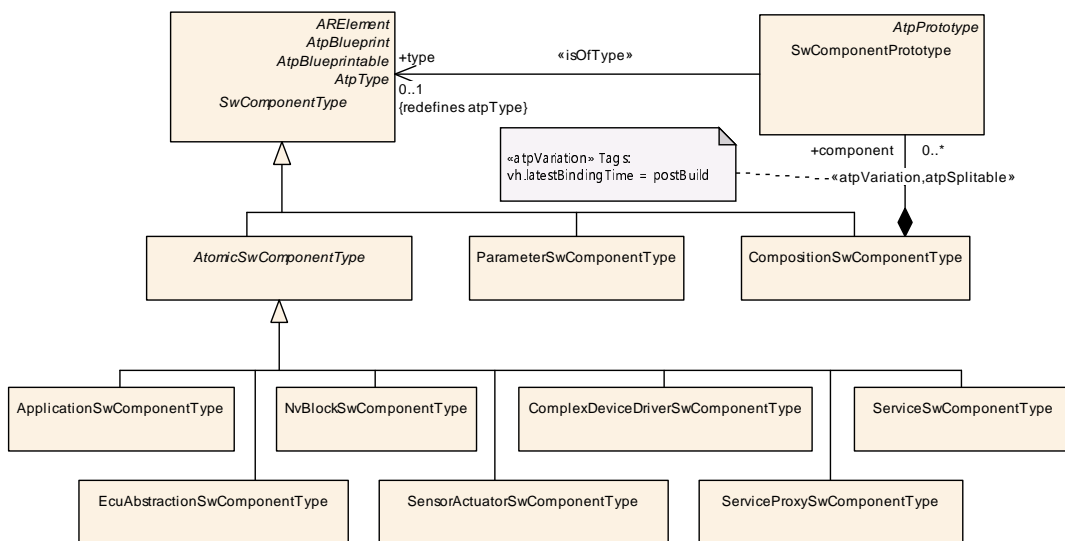 ARElement
AtpBlueprint
AtpBlueprintable
AtpType
SwComponentType
+type
0..1
{redefines atpType}
«isOfType»
AtpPrototype
SwComponentPrototype
+component 0..*
«atpVariation,atpSplitable»
«atpVariation» Tags:
vh.latestBindingTime = postBuild
AtomicSwComponentType
ParameterSwComponentType
CompositionSwComponentType
ApplicationSwComponentType
NvBlockSwComponentType
ComplexDeviceDriverSwComponentType
ServiceSwComponentType
EcuAbstractionSwComponentType
SensorActuatorSwComponentType
ServiceProxySwComponentType